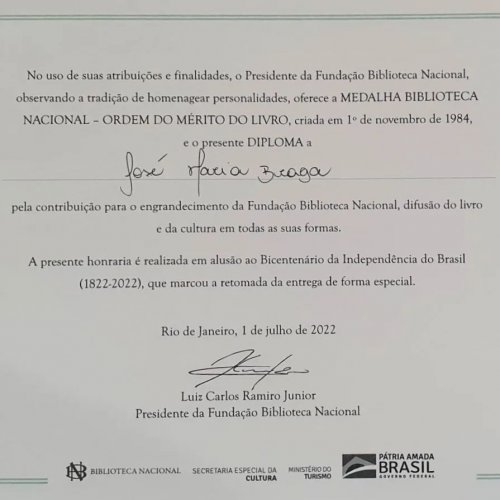 No uso de suas atribuições e finalidades, o Presidente da Fundação Biblioteca Nacional,
observando a tradição de homenagear personalidades, oferece a MEDALHA BIBLIOTECA
NACIONAL – ORDEM DO MÉRITO DO LIVRO, criada em 1º de novembro de 1984,
e o presente DIPLOMA a
José Maria Braga
pela contribuição para o engrandecimento da Fundação Biblioteca Nacional, difusão do livro
e da cultura em todas as suas formas.
A presente honraria é realizada em alusão ao Bicentenário da Independência do Brasil
(1822-2022), que marcou a retomada da entrega de forma especial.
Rio de Janeiro, 1 de julho de 2022
Luiz Carlos Ramiro Junior
Presidente da Fundação Biblioteca Nacional
BIBLIOTECA NACIONAL
SECRETARIA ESPECIAL DA
CULTURA
MINISTÉRIO DO
TURISMO
PÁTRIA AMADA
BRASIL
GOVERNO FEDERAL